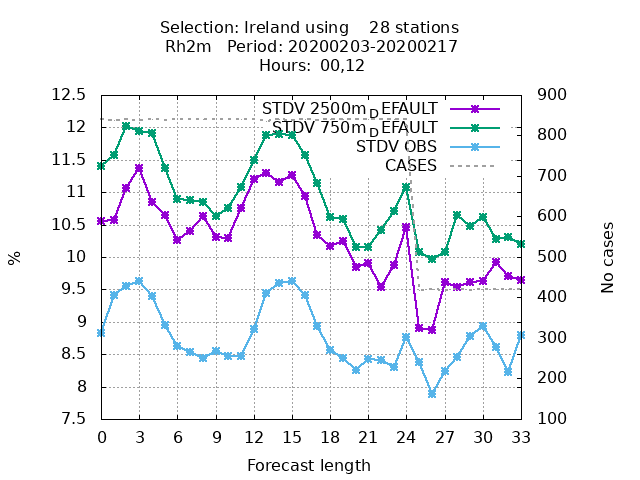 Selection: Ireland using    28 stations
Rh2m   Period: 20200203-20200217
Hours:  00,12
STDV 2500m_DEFAULT
STDV 750m_DEFAULT
STDV OBS
CASES
12.5
12
11.5
11
10.5
10
9.5
9
8.5
8
7.5
%
900
800
700
600
500
400
300
200
100
No cases
0 3 6 9 12 15 18 21 24 27 30 33
Forecast length